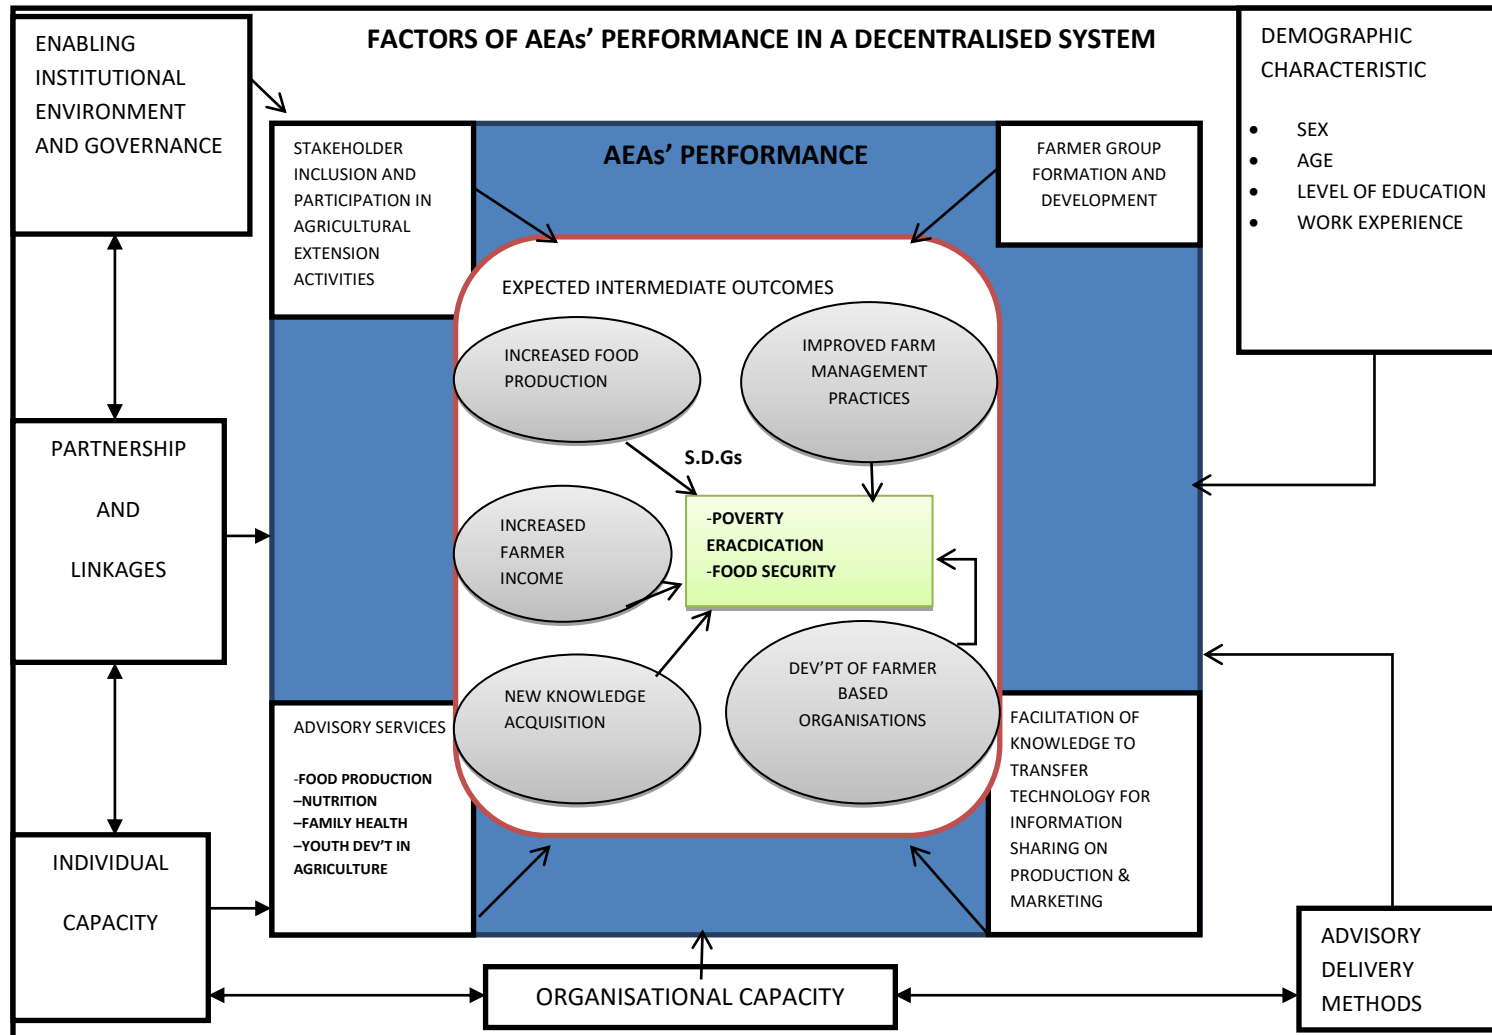 FACTORS OF AEAs’ PERFORMANCE IN A DECENTRALISED SYSTEM
ENABLING
INSTITUTIONAL
ENVIRONMENT
AND GOVERNANCE
DEMOGRAPHIC
CHARACTERISTIC
• SEX
• AGE
• LEVEL OF EDUCATION
• WORK EXPERIENCE
AEAs’ PERFORMANCE
STAKEHOLDER
INCLUSION AND
PARTICIPATION IN
AGRICULTURAL
EXTENSION
ACTIVITIES
FARMER GROUP
FORMATION AND
DEVELOPMENT
EXPECTED INTERMEDIATE OUTCOMES
INCREASED FOOD
PRODUCTION
IMPROVED FARM
MANAGEMENT
PRACTICES
S.D.Gs
-POVERTY
ERACDICATION
-FOOD SECURITY
INCREASED
FARMER
INCOME
NEW KNOWLEDGE
ACQUISITION
DEV’PT OF FARMER
BASED
ORGANISATIONS
PARTNERSHIP
AND
LINKAGES
ADVISORY SERVICES
-FOOD PRODUCTION
–NUTRITION
–FAMILY HEALTH
–YOUTH DEV’T IN
AGRICULTURE
FACILITATION OF
KNOWLEDGE TO
TRANSFER
TECHNOLOGY FOR
INFORMATION
SHARING ON
PRODUCTION &
MARKETING
INDIVIDUAL
CAPACITY
ORGANISATIONAL CAPACITY
ADVISORY
DELIVERY
METHODS